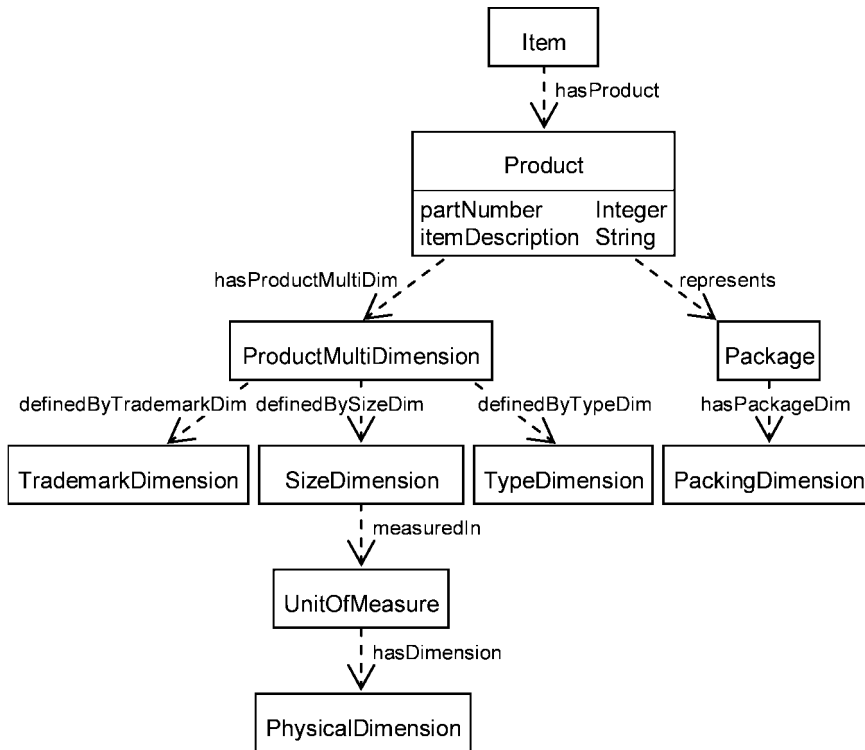 Item
hasProduct
Product
partNumber Integer
itemDescription String
hasProductMultiDim represents
ProductMultiDimension Package
definedByTrademarkDim definedBySizeDim definedByTypeDim hasPackageDim
TrademarkDimension SizeDimension TypeDimension PackingDimension
measuredIn
UnitOfMeasure
hasDimension
PhysicalDimension